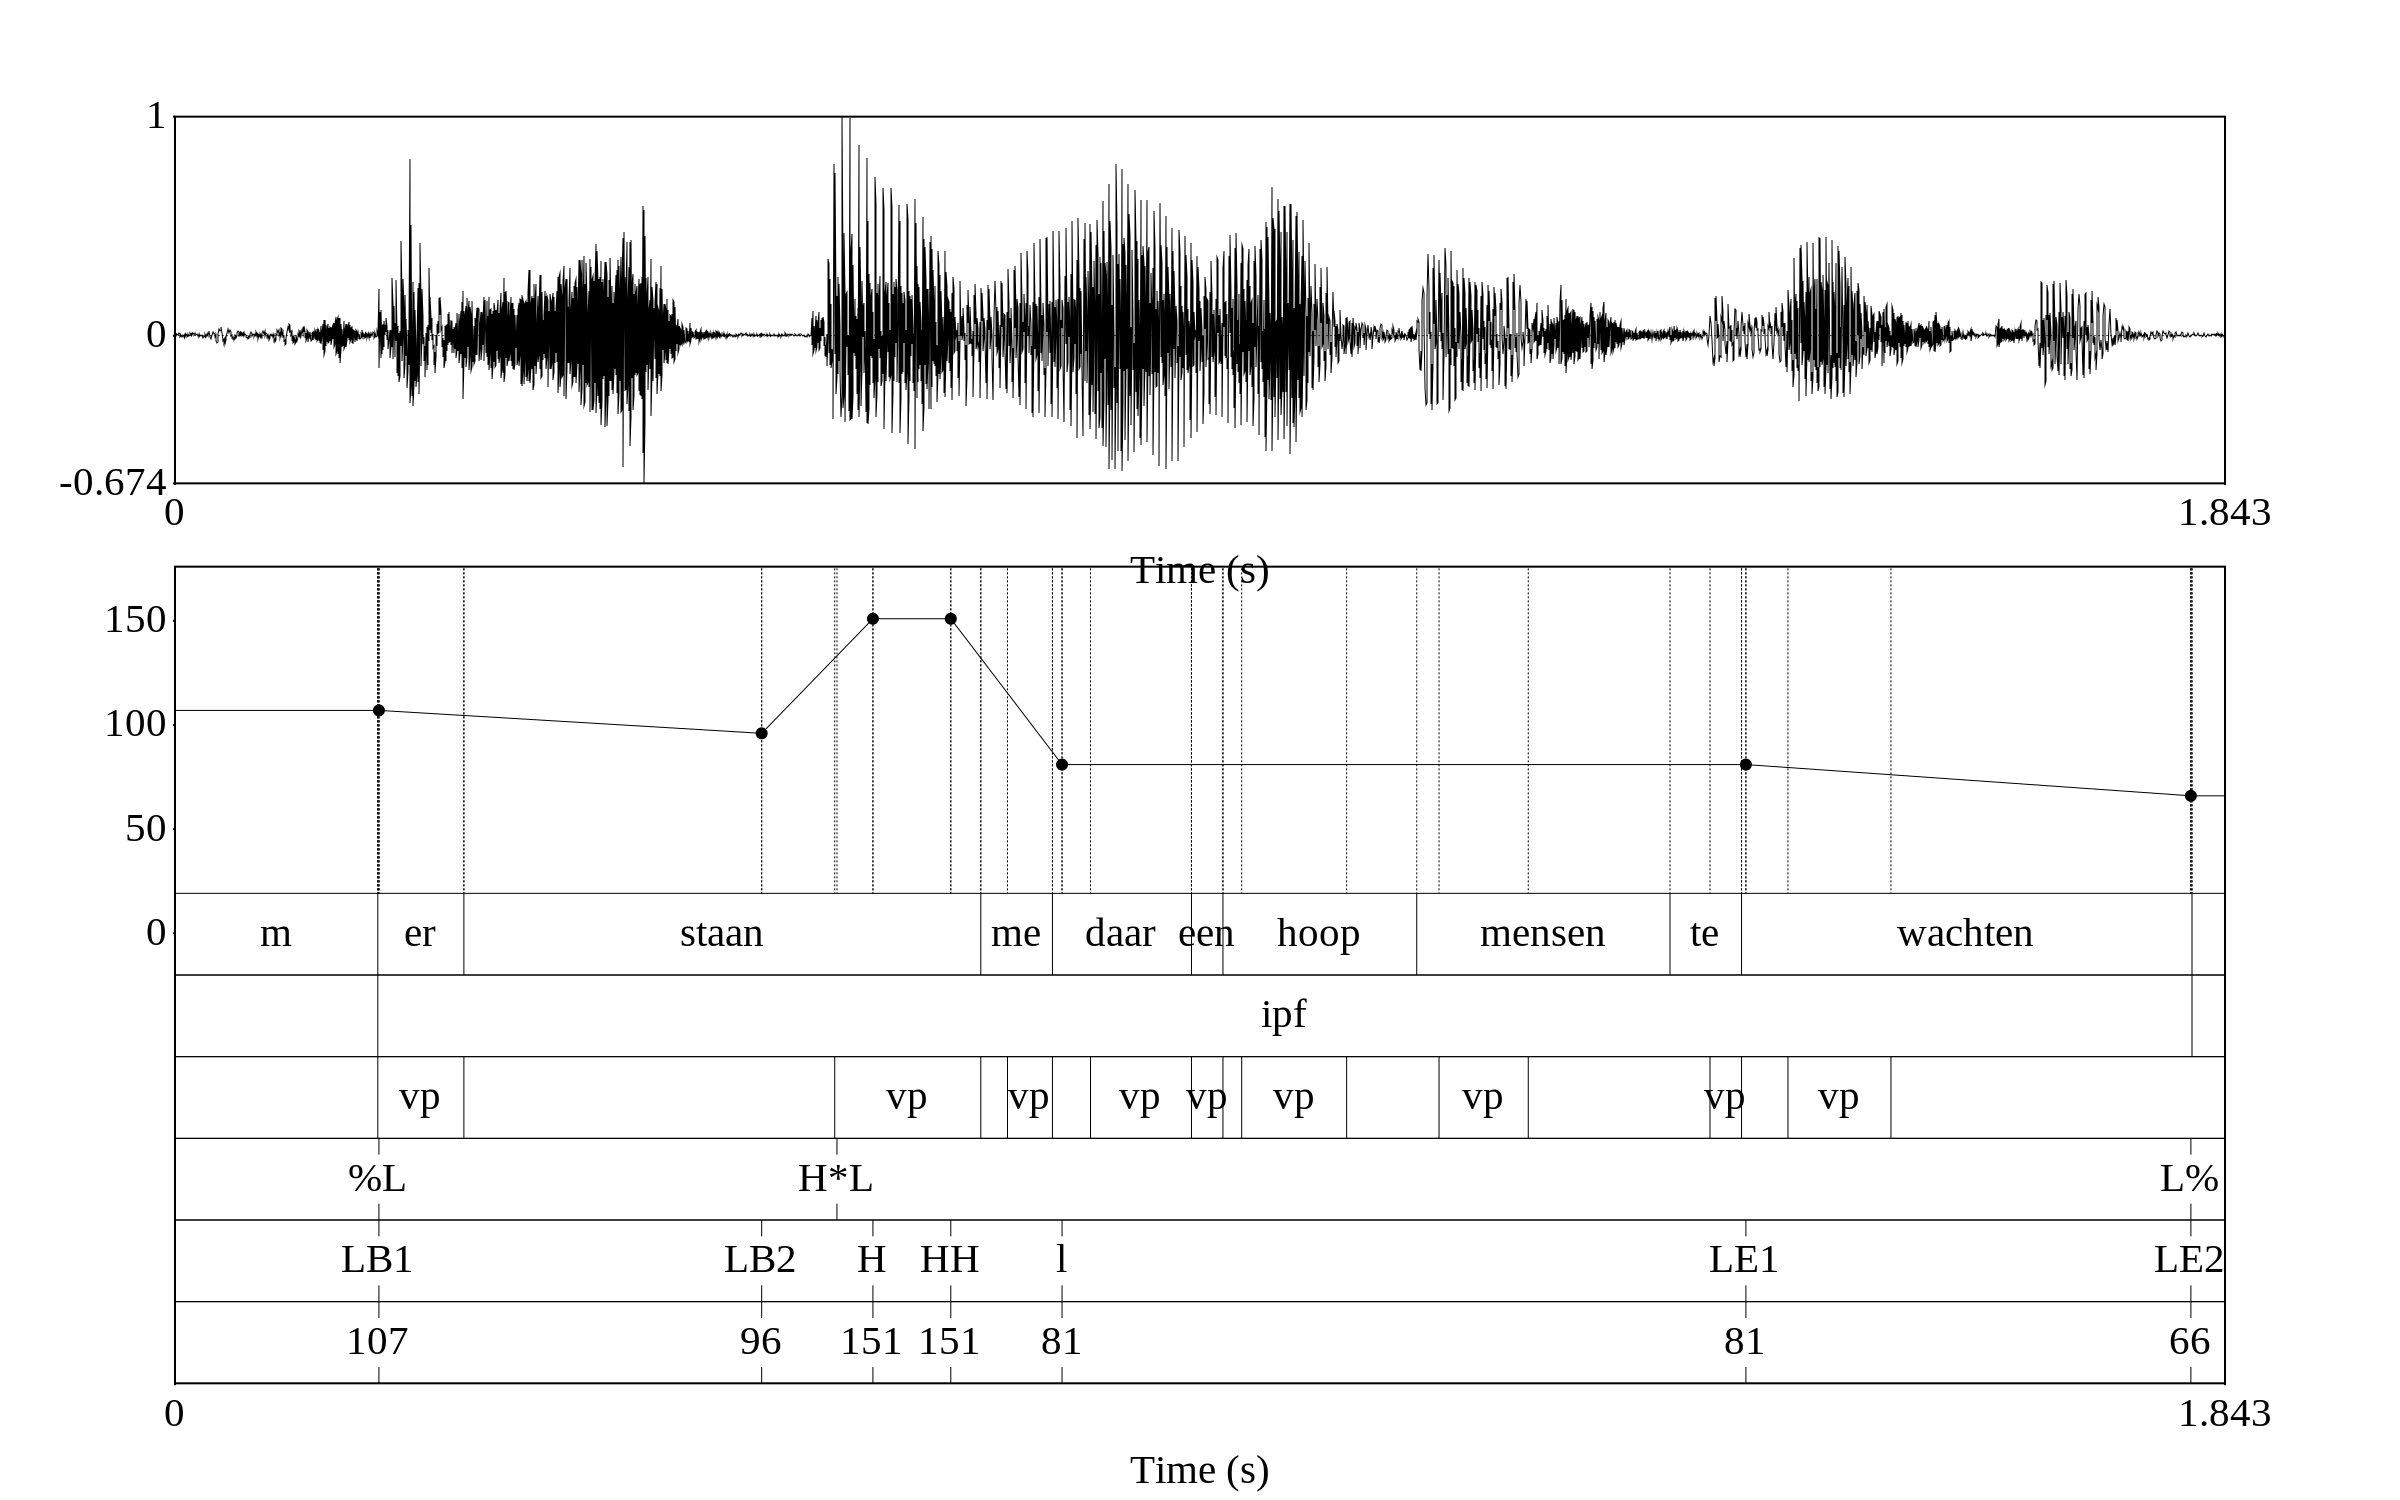 1
0
-0.674
0 1.843
Time (s)
150
100
50
0
m er staan me daar een hoop mensen te wachten
ipf
vp vp vp vp vp vp vp vp vp
%L H*L L%
LB1 LB2 H HH l LE1 LE2
107 96 151 151 81 81 66
0 1.843
Time (s)